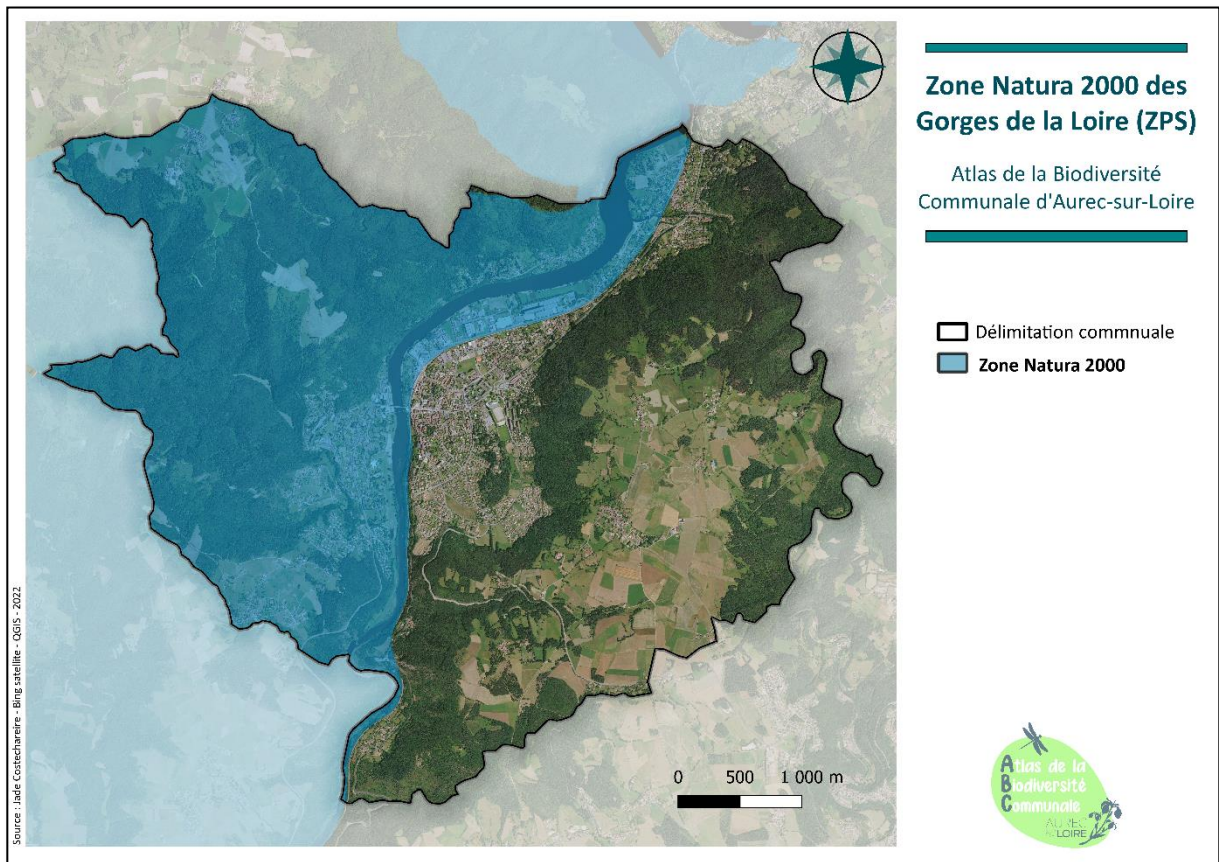 Zone Natura 2000 des
Gorges de la Loire (ZPS)
Atlas de la Biodiversité
Communale d'Aurec-sur-Loire
Délimitation commnuale
Zone Natura 2000
Source : Jade Costechareire - Bing satellite - QGIS - 2022
0 500 1 000 m
Atlas de la
Biodiversité
Communale
AUREC
SUR LOIRE